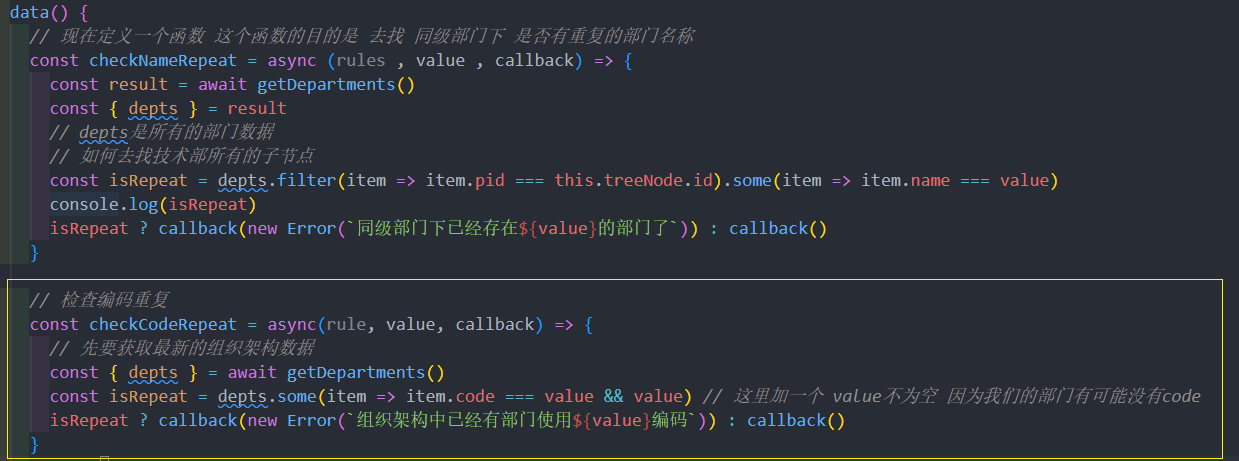 data() {
// 现在定义一个函数 这个函数的目的是 去找 同级部门下 是否有重复的部门名称
const checkNameRepeat = async (rules , value , callback) => {
const result = await getDepartments()
const { depts } = result
// depts是所有的部门数据
// 如何去找技术部所有的子节点
const isRepeat = depts.filter(item => item.pid === this.treeNode.id).some(item => item.name === value)
console.log(isRepeat)
isRepeat ? callback(new Error(`同级部门下已经存在${value}的部门了`)) : callback()
}
// 检查编码重复
const checkCodeRepeat = async(rule, value, callback) => {
// 先要获取最新的组织架构数据
const { depts } = await getDepartments()
const isRepeat = depts.some(item => item.code === value && value) // 这里加一个 value不为空 因为我们的部门有可能没有code
isRepeat ? callback(new Error(`组织架构中已经有部门使用${value}编码`)) : callback()
}